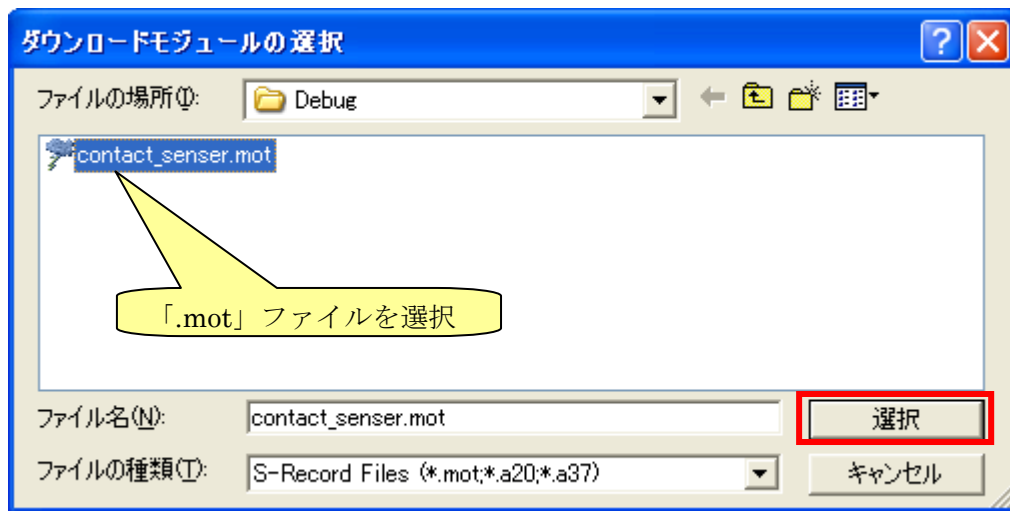 ダウンロードモジュールの選択
ファイルの場所(I):
Debug
contact_senser.mot
「.mot」ファイルを選択
ファイル名(N):
contact_senser.mot
選択
ファイルの種類(T):
S-Record Files (*.mot;*.a20;*.a37)
キャンセル